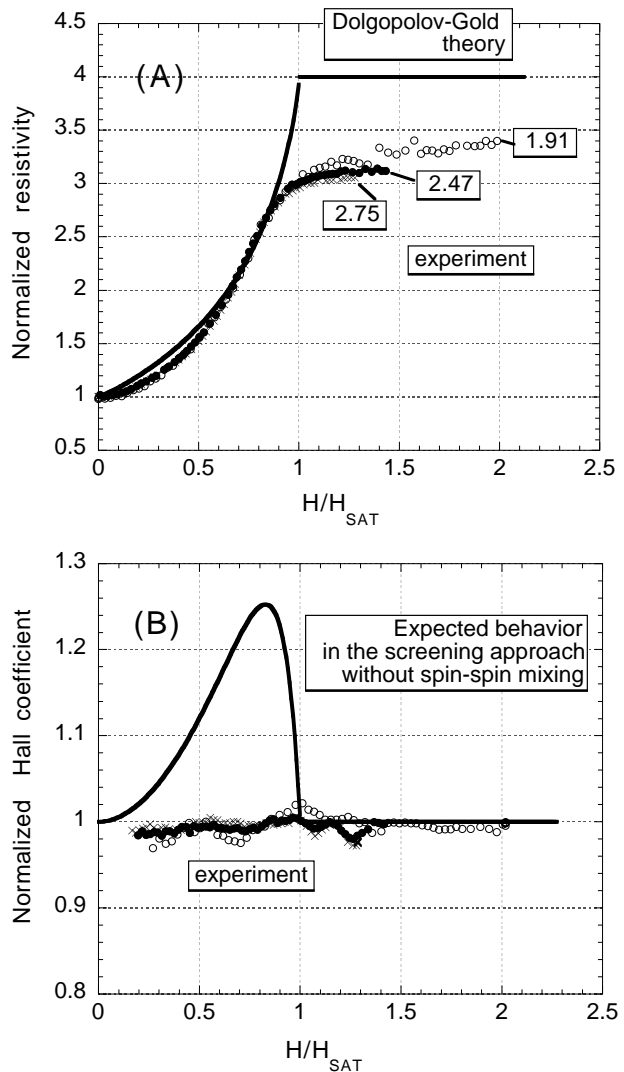 4.5
Dolgopolov-Gold
theory
(A)
4
3.5
1.91
3
2.47
2.75
2.5
experiment
2
1.5
1
0.5
Normalized resistivity
0
0.5
1
1.5
2
2.5
H/H_SAT
1.3
(B)
Expected behavior
in the screening approach
without spin-spin mixing
1.2
1.1
1
experiment
0.9
0.8
Normalized Hall coefficient
0
0.5
1
1.5
2
2.5
H/H_SAT